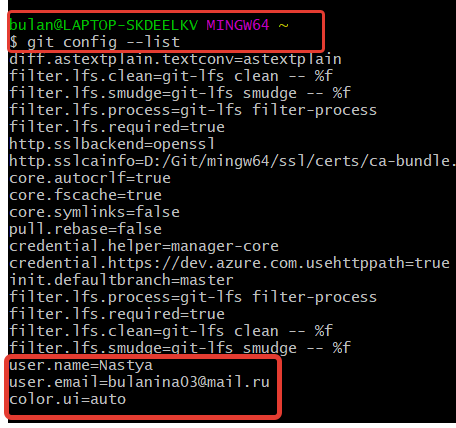 bulan@LAPTOP-SKDEELKV MINGW64 ~
$ git config --list
diff.astextplain.textconv=astextplain
filter.lfs.clean=git-lfs clean -- %f
filter.lfs.smudge=git-lfs smudge -- %f
filter.lfs.process=git-lfs filter-process
filter.lfs.required=true
http.sslbackend=openssl
http.sslcainfo=D:/Git/mingw64/ssl/certs/ca-bundle.
core.autocrlf=true
core.fscache=true
core.symlinks=false
pull.rebase=false
credential.helper=manager-core
credential.https://dev.azure.com.usehttppath=true
init.defaultbranch=master
filter.lfs.process=git-lfs filter-process
filter.lfs.required=true
filter.lfs.clean=git-lfs clean -- %f
filter.lfs.smudge=git-lfs smudge -- %f
user.name=Nastya
user.email=bulanina03@mail.ru
color.ui=auto